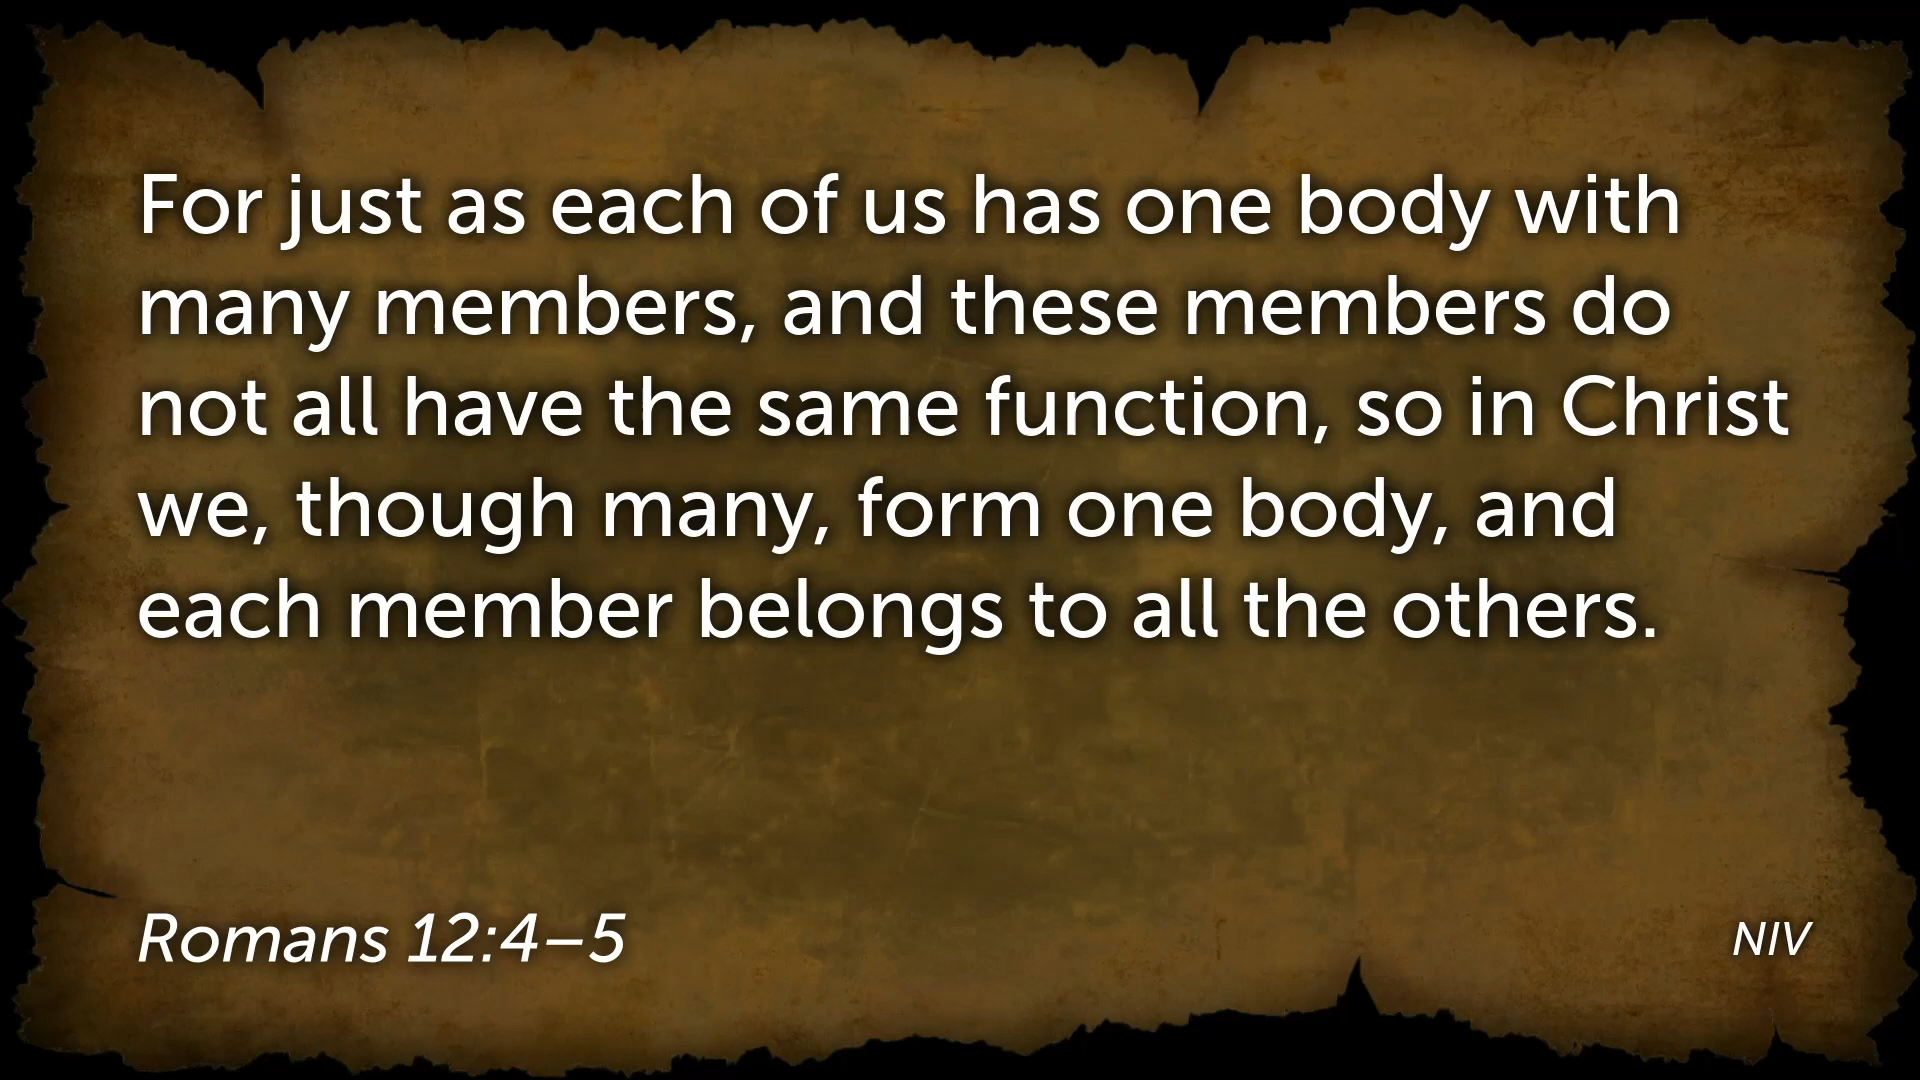 For just as each of us has one body with
many members, and these members do
not all have the same function, so in Christ
we, though many, form one body, and
each member belongs to all the others.
Romans 12:4–5
NIV